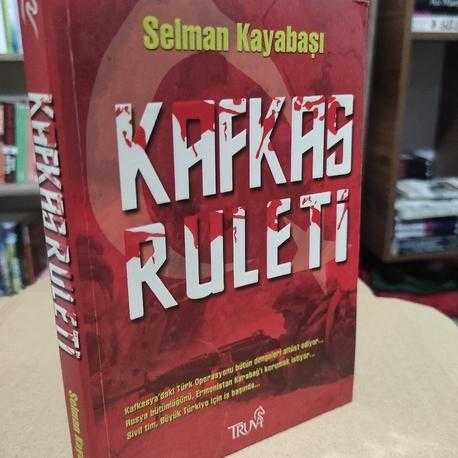 Selman Kayabaşı
KAFKAS
RULETİ
Kafkasya'daki Türk Operasyonu bütün dengeleri altüst ediyor...
Rusya bütünlüğünü, Ermenistan Karabağ'ı korumak istiyor...
Sivil tim, Büyük Türkiye için iş başında...
TRUVA
KAFKAS RULETİ
Selman